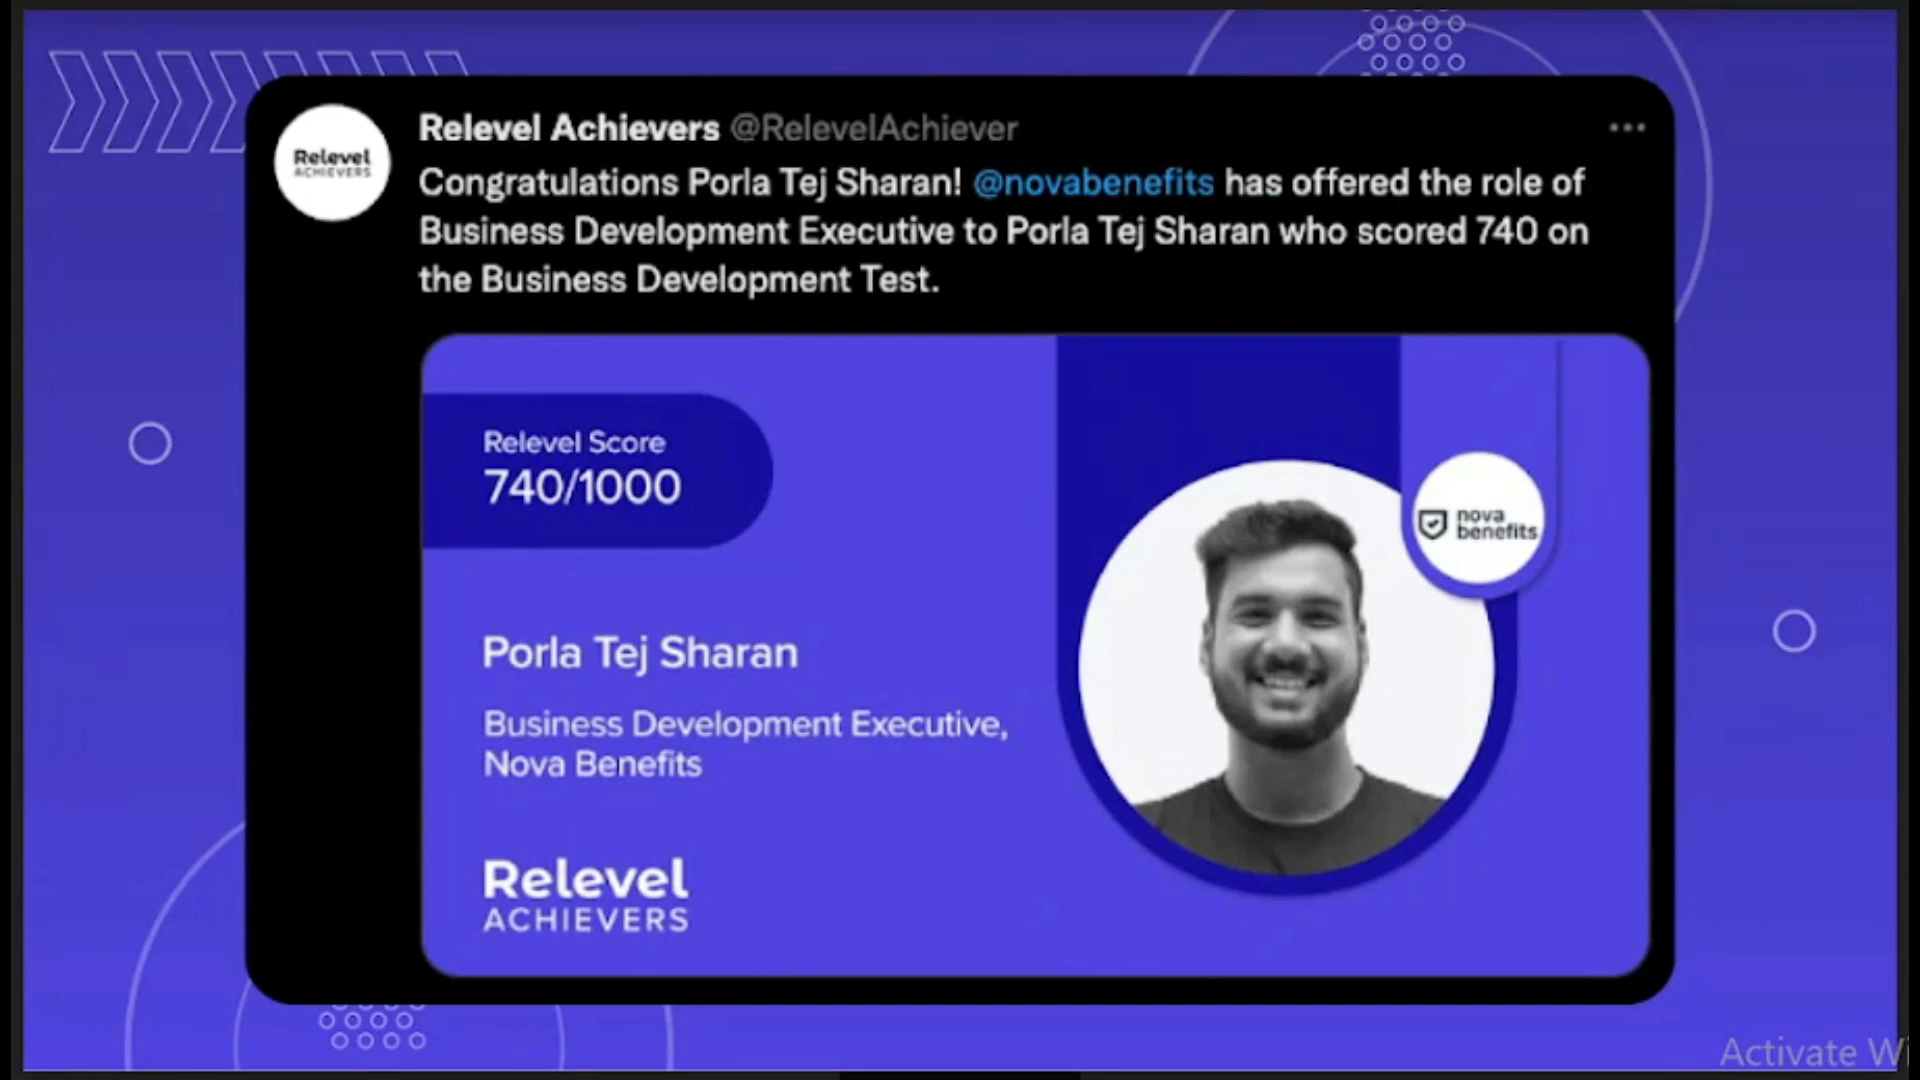 Relevel
ACHIEVERS
Relevel Achievers @RelevelAchiever
Congratulations Porla Tej Sharan! @novabenefits has offered the role of
Business Development Executive to Porla Tej Sharan who scored 740 on
the Business Development Test.
Relevel Score
740/1000
nova
benefits
Porla Tej Sharan
Business Development Executive,
Nova Benefits
Relevel
ACHIEVERS
Activate Wi